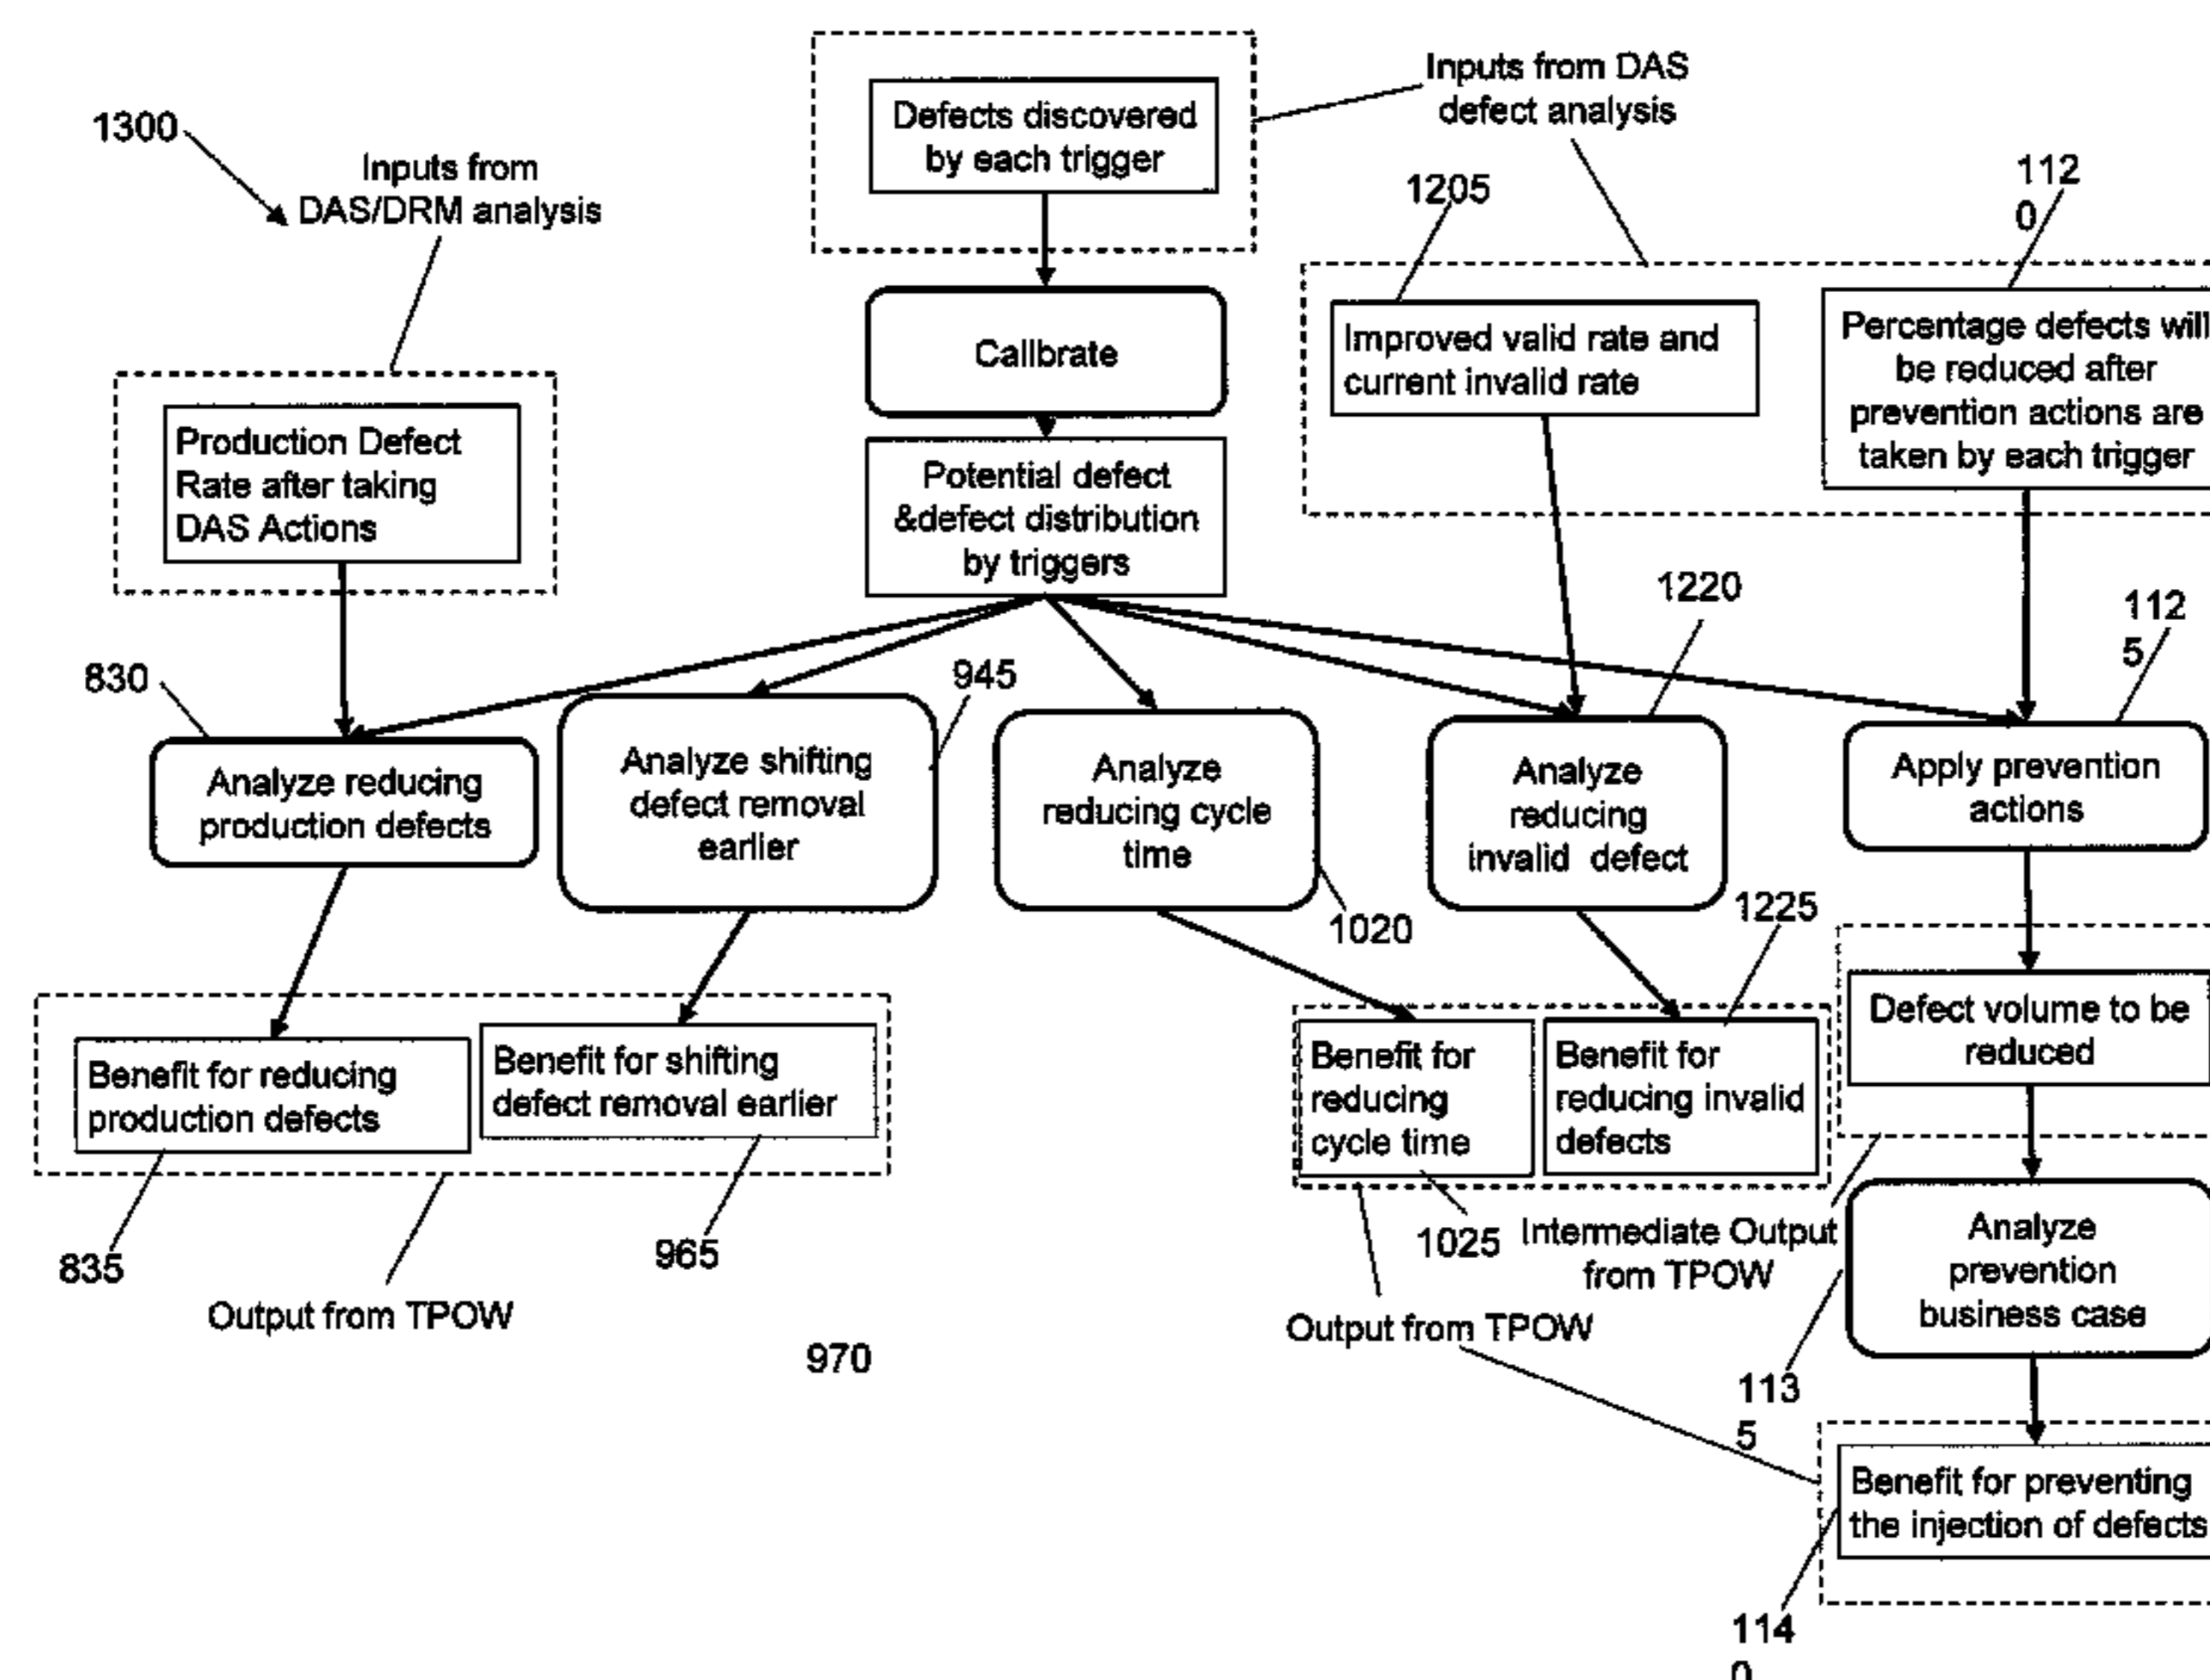 1300
Inputs from
DAS/DRM analysis
Defects discovered
by each trigger
Inputs from DAS
defect analysis
1205
112
0
Calibrate
Improved valid rate and
current invalid rate
Percentage defects will
be reduced after
prevention actions are
taken by each trigger
Production Defect
Rate after taking
DAS Actions
Potential defect
&defect distribution
by triggers
1220
112
5
830
945
Analyze reducing
production defects
Analyze shifting
defect removal
earlier
Analyze
reducing cycle
time
Analyze
reducing
invalid defect
Apply prevention
actions
1020
1225
Benefit for reducing
production defects
Benefit for shifting
defect removal earlier
Benefit for
reducing
cycle time
Benefit for
reducing invalid
defects
Defect volume to be
reduced
835
965
1025
Intermediate Output
from TPOW
Analyze
prevention
business case
Output from TPOW
Output from TPOW
970
113
5
Benefit for preventing
the injection of defects
114
0